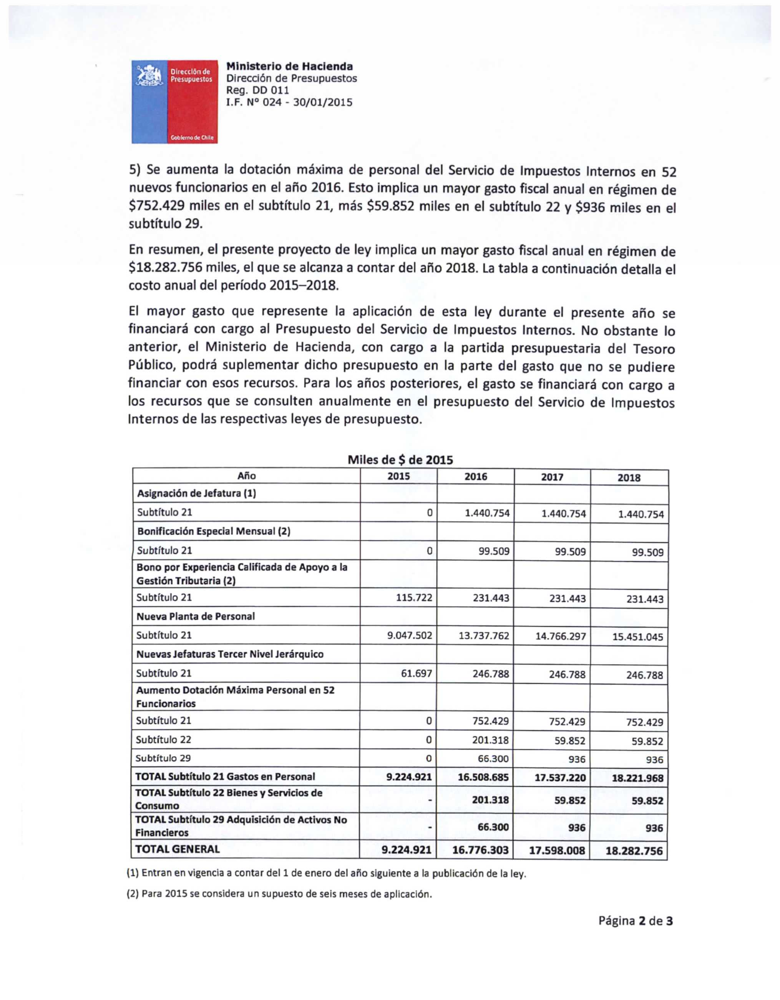 Dirección de
Presupuestos
Gobierno de Chile
Ministerio de Hacienda
Dirección de Presupuestos
Reg. DD 011
I.F. Nº 024 - 30/01/2015
5) Se aumenta la dotación máxima de personal del Servicio de Impuestos Internos en 52
nuevos funcionarios en el año 2016. Esto implica un mayor gasto fiscal anual en régimen de
$752.429 miles en el subtítulo 21, más $59.852 miles en el subtítulo 22 y $936 miles en el
subtítulo 29.
En resumen, el presente proyecto de ley implica un mayor gasto fiscal anual en régimen de
$18.282.756 miles, el que se alcanza a contar del año 2018. La tabla a continuación detalla el
costo anual del período 2015–2018.
El mayor gasto que represente la aplicación de esta ley durante el presente año se
financiará con cargo al Presupuesto del Servicio de Impuestos Internos. No obstante lo
anterior, el Ministerio de Hacienda, con cargo a la partida presupuestaria del Tesoro
Público, podrá suplementar dicho presupuesto en la parte del gasto que no se pudiere
financiar con esos recursos. Para los años posteriores, el gasto se financiará con cargo a
los recursos que se consulten anualmente en el presupuesto del Servicio de Impuestos
Internos de las respectivas leyes de presupuesto.
Miles de $ de 2015
Año 2015 2016 2017 2018
Asignación de Jefatura (1)
Subtítulo 21 0 1.440.754 1.440.754 1.440.754
Bonificación Especial Mensual (2)
Subtítulo 21 0 99.509 99.509 99.509
Bono por Experiencia Calificada de Apoyo a la
Gestión Tributaria (2)
Subtítulo 21 115.722 231.443 231.443 231.443
Nueva Planta de Personal
Subtítulo 21 9.047.502 13.737.762 14.766.297 15.451.045
Nuevas Jefaturas Tercer Nivel Jerárquico
Subtítulo 21 61.697 246.788 246.788 246.788
Aumento Dotación Máxima Personal en 52
Funcionarios
Subtítulo 21 0 752.429 752.429 752.429
Subtítulo 22 0 201.318 59.852 59.852
Subtítulo 29 0 66.300 936 936
TOTAL Subtítulo 21 Gastos en Personal 9.224.921 16.508.685 17.537.220 18.221.968
TOTAL Subtítulo 22 Bienes y Servicios de
Consumo - 201.318 59.852 59.852
TOTAL Subtítulo 29 Adquisición de Activos No
Financieros - 66.300 936 936
TOTAL GENERAL 9.224.921 16.776.303 17.598.008 18.282.756
(1) Entran en vigencia a contar del 1 de enero del año siguiente a la publicación de la ley.
(2) Para 2015 se considera un supuesto de seis meses de aplicación.
Página 2 de 3